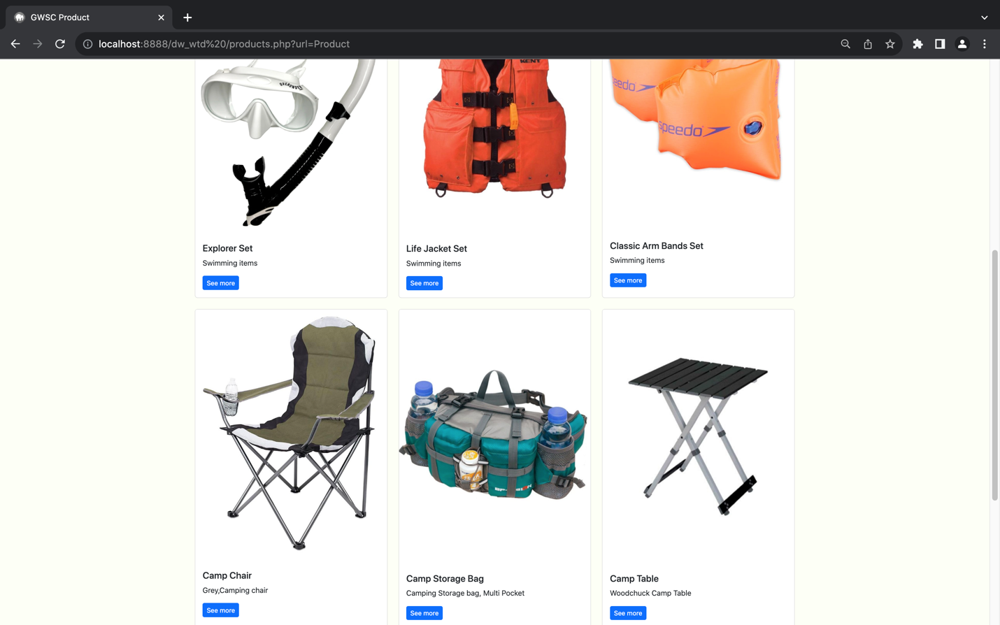 GWSC Product
localhost:8888/dw_wtd%20/products.php?url=Product
KENT
speedo
Explorer Set
Swimming items
See more
Life Jacket Set
Swimming items
See more
Classic Arm Bands Set
Swimming items
See more
Camp Chair
Grey,Camping chair
See more
Camp Storage Bag
Camping Storage bag, Multi Pocket
See more
Camp Table
Woodchuck Camp Table
See more